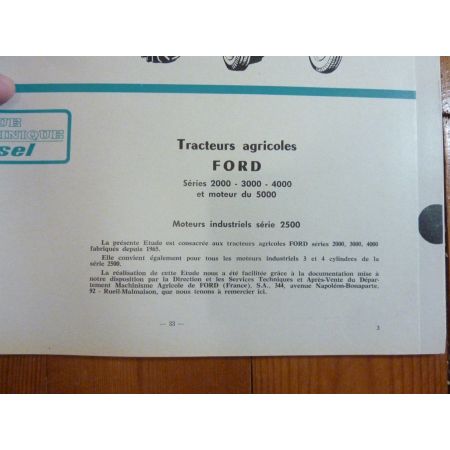 UE
HNIQUE
sel
Tracteurs agricoles
FORD
Séries 2000 - 3000 - 4000
et moteur du 5000
Moteurs industriels série 2500
La présente Etude est consacrée aux tracteurs agricoles FORD séries 2000, 3000, 4000
fabriqués depuis 1965.
Elle convient également pour tous les moteurs industriels 3 et 4 cylindres de la
série 2500.
La réalisation de cette Etude nous a été facilitée grâce à la documentation mise à
notre disposition par la Direction et les Services Techniques et Après-Vente du Dépar-
tement Machinisme Agricole de FORD (France), S.A., 344, avenue Napoléon-Bonaparte,
92 - Rueil-Malmaison, que nous tenons à remercier ici.
— 33 —
3